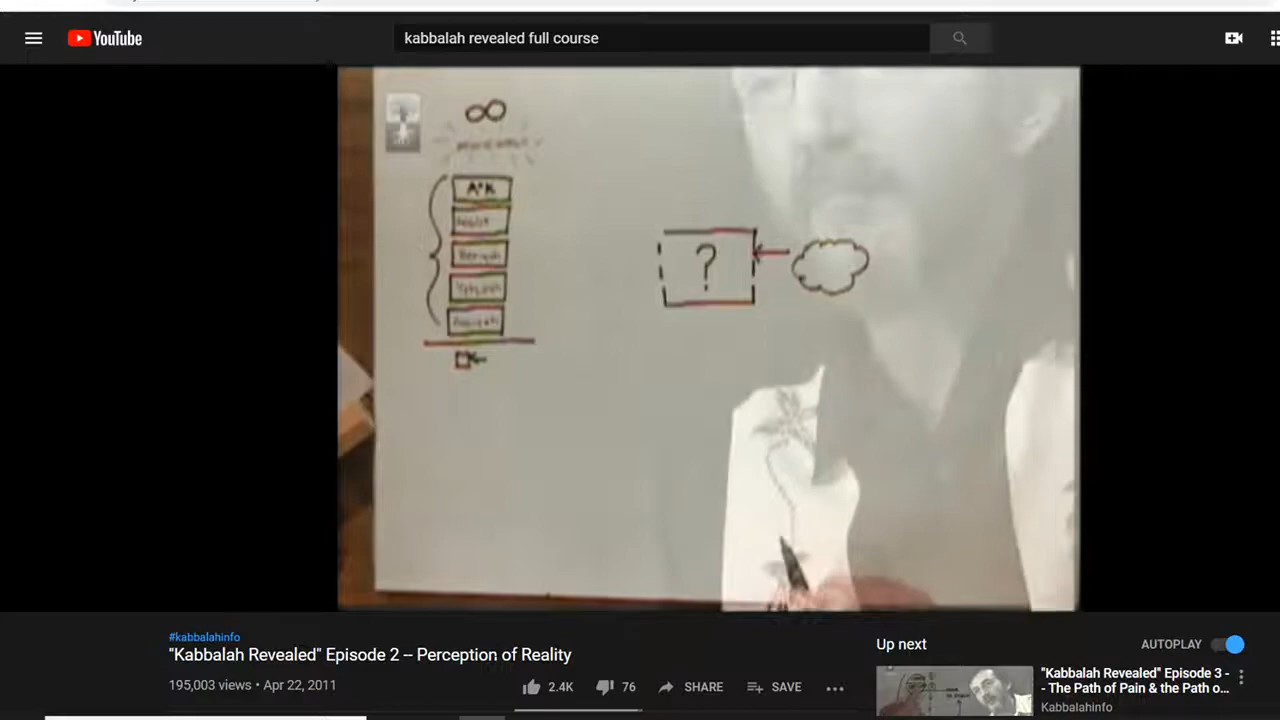 YouTube
kabbalah revealed full course
∞
A*K
Beriyah
?
#kabbalahinfo
"Kabbalah Revealed" Episode 2 -- Perception of Reality
195,003 views • Apr 22, 2011
2.4K
76
SHARE
SAVE
Up next
AUTOPLAY
"Kabbalah Revealed" Episode 3 -
- The Path of Pain & the Path o...
Kabbalahinfo